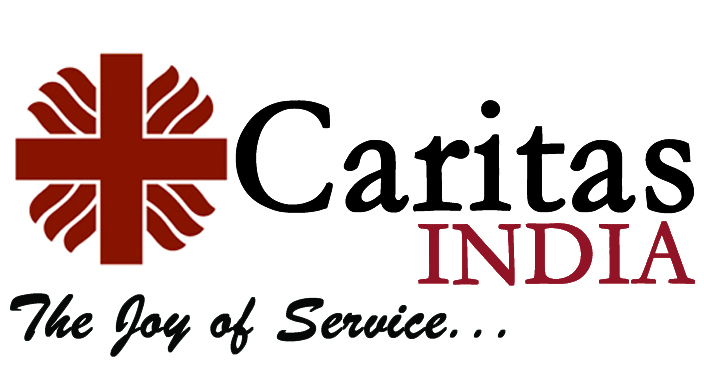 Caritas
INDIA
The Joy of Service...